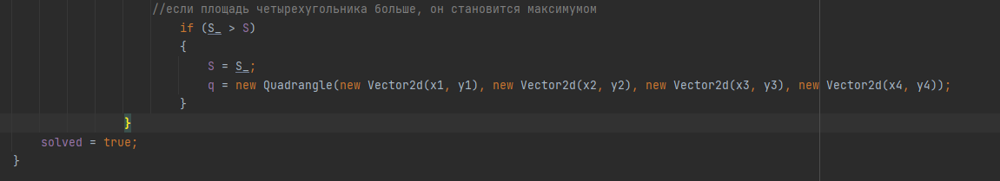 //если площадь четырехугольника больше, он становится максимумом
if (S_ > S)
{
S = S_;
q = new Quadrangle(new Vector2d(x1, y1), new Vector2d(x2, y2), new Vector2d(x3, y3), new Vector2d(x4, y4));
}
}
solved = true;
}